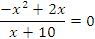 (-x² + 2x)/(x + 10) = 0